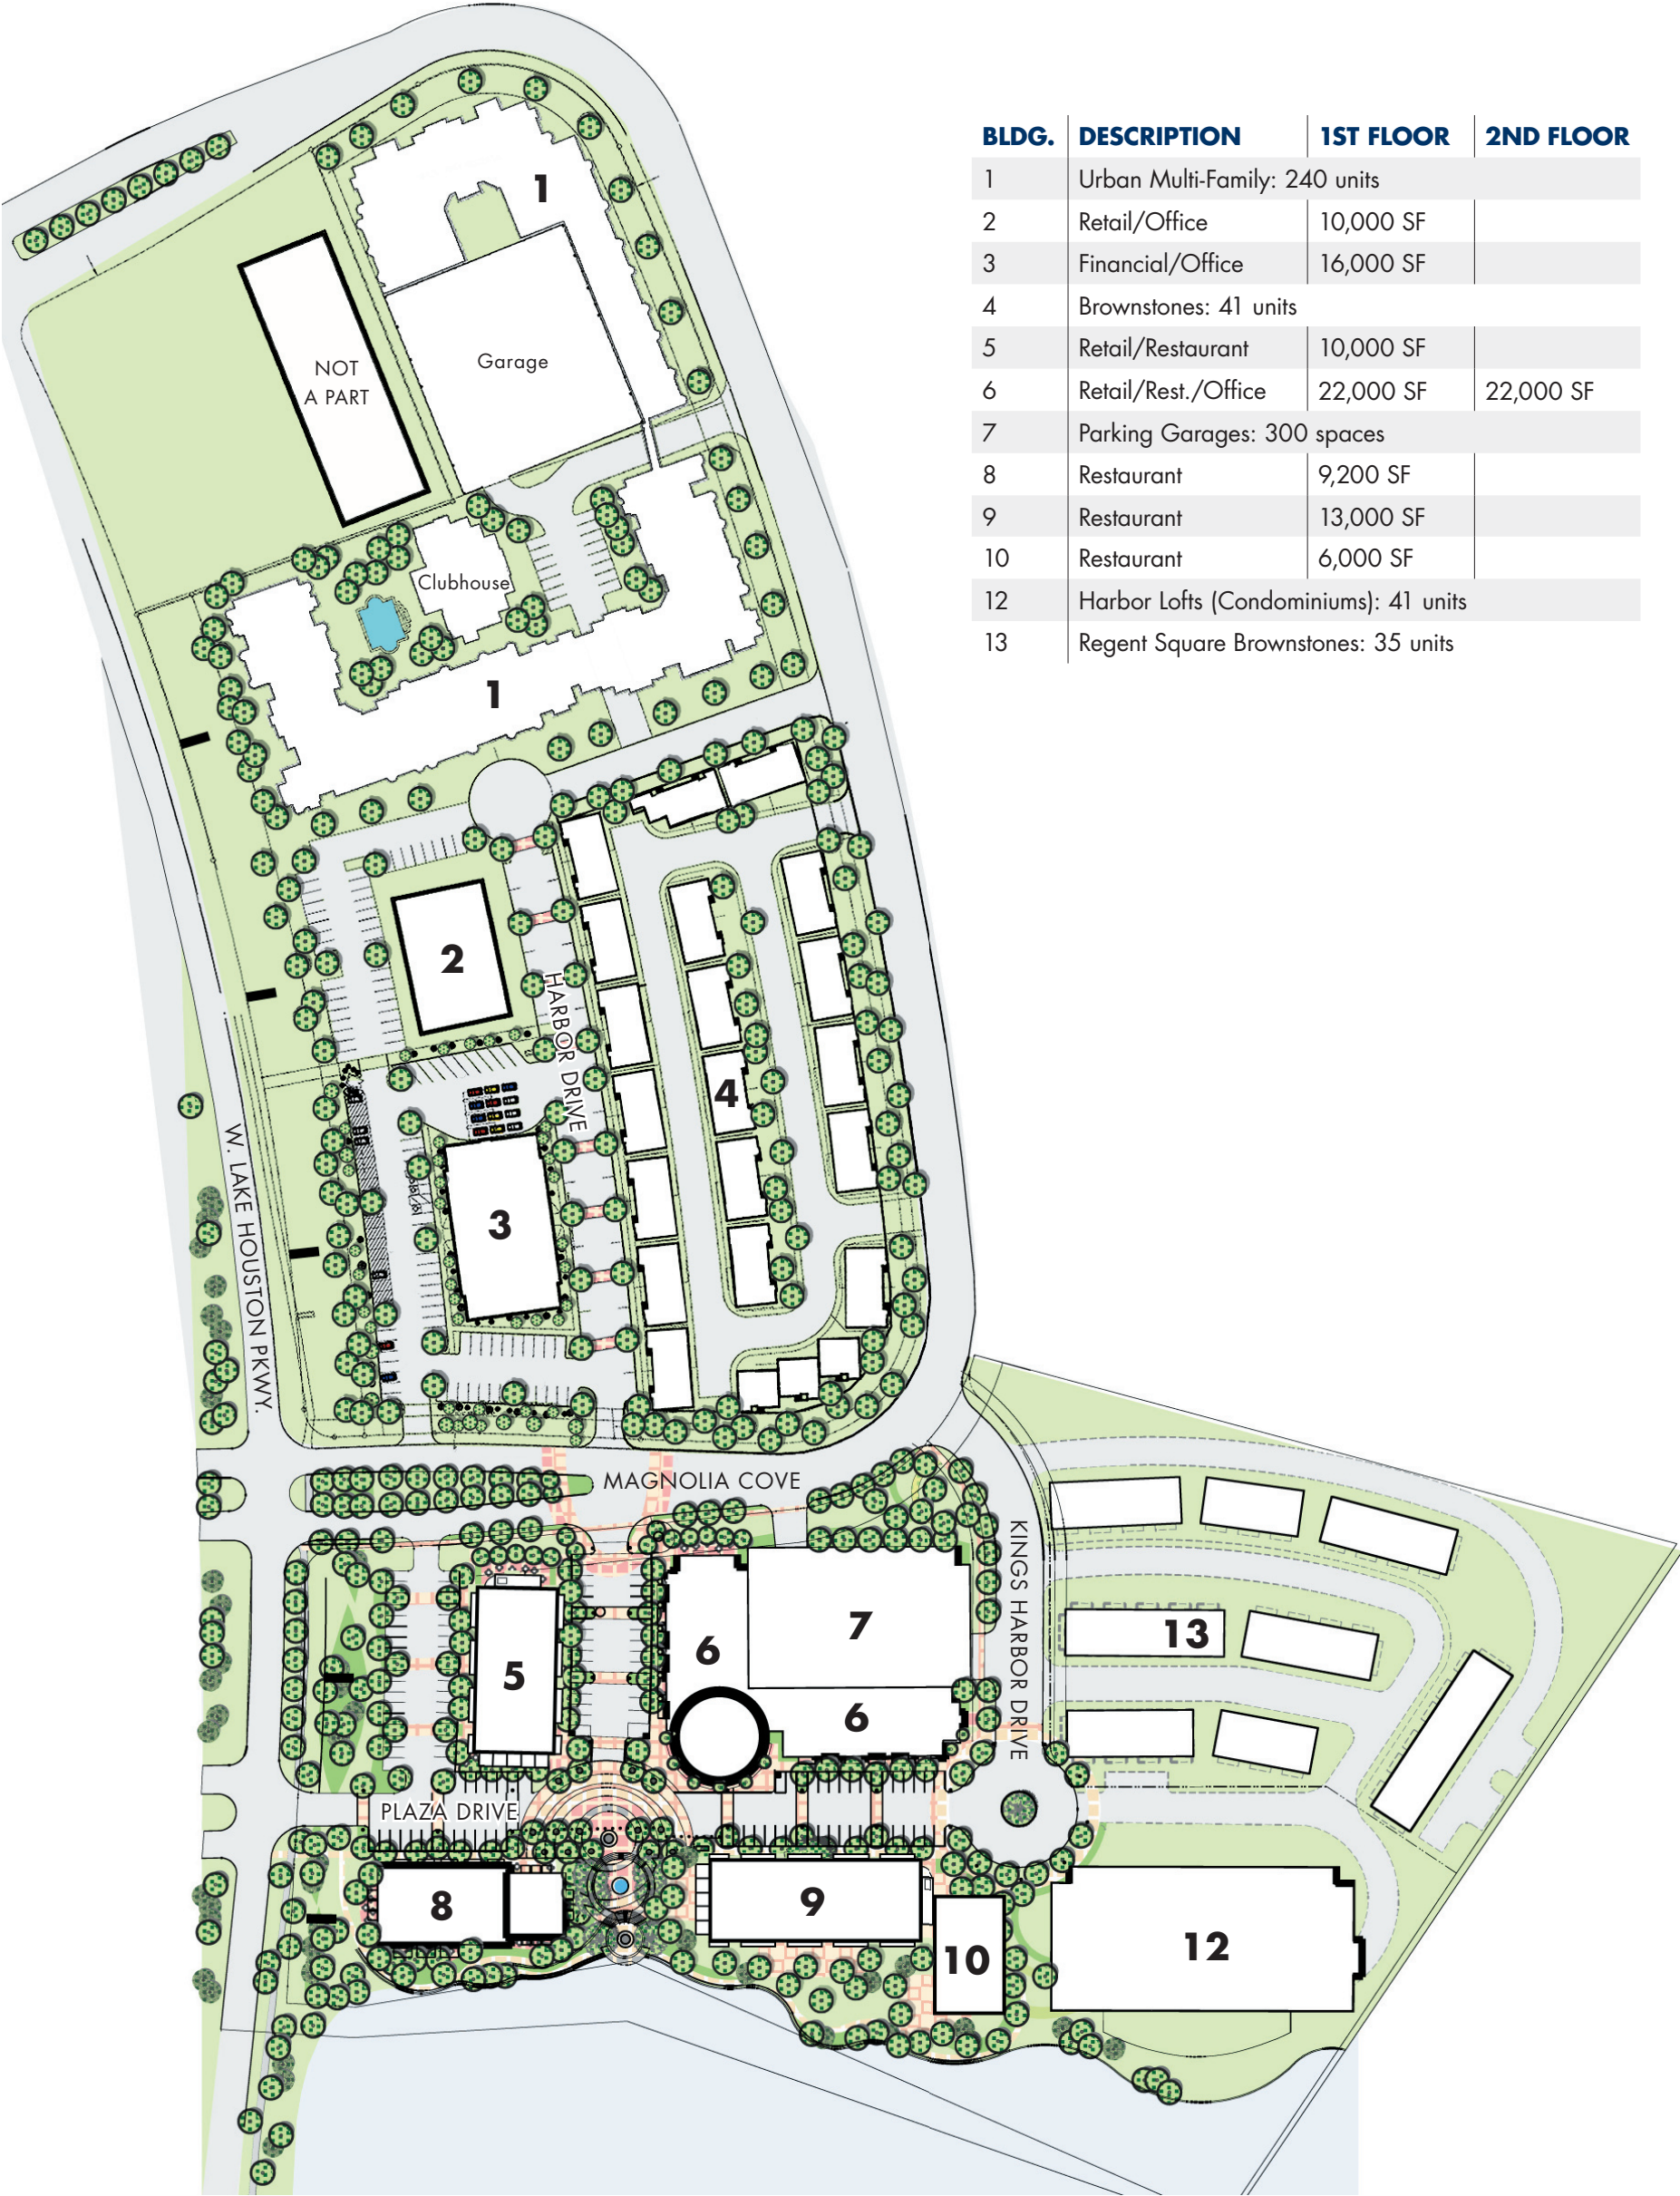 BLDG. DESCRIPTION 1ST FLOOR 2ND FLOOR
1 Urban Multi-Family: 240 units
2 Retail/Office 10,000 SF
3 Financial/Office 16,000 SF
4 Brownstones: 41 units
5 Retail/Restaurant 10,000 SF
6 Retail/Rest./Office 22,000 SF 22,000 SF
7 Parking Garages: 300 spaces
8 Restaurant 9,200 SF
9 Restaurant 13,000 SF
10 Restaurant 6,000 SF
12 Harbor Lofts (Condominiums): 41 units
13 Regent Square Brownstones: 35 units
1
NOT
A PART
Garage
Clubhouse
1
2
HARBOR DRIVE
4
W. LAKE HOUSTON PKWY.
3
MAGNOLIA COVE
KINGS HARBOR DRIVE
7
13
6
5
6
PLAZA DRIVE
8
9
10
12